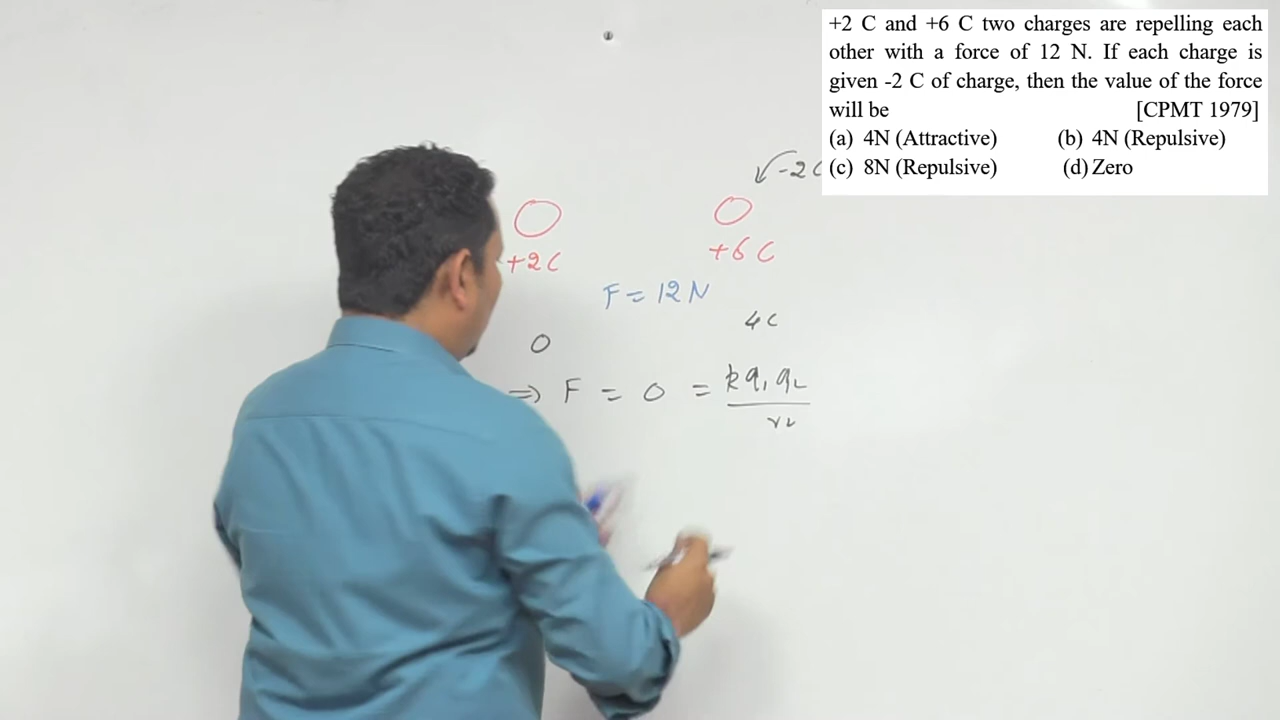 +2 C and +6 C two charges are repelling each
other with a force of 12 N. If each charge is
given -2 C of charge, then the value of the force
will be [CPMT 1979]
(a) 4N (Attractive) (b) 4N (Repulsive)
(c) 8N (Repulsive) (d) Zero
-2C
+2C +6C
F = 12N
4C
0
⇒ F = 0 = kq₁q₂
r²